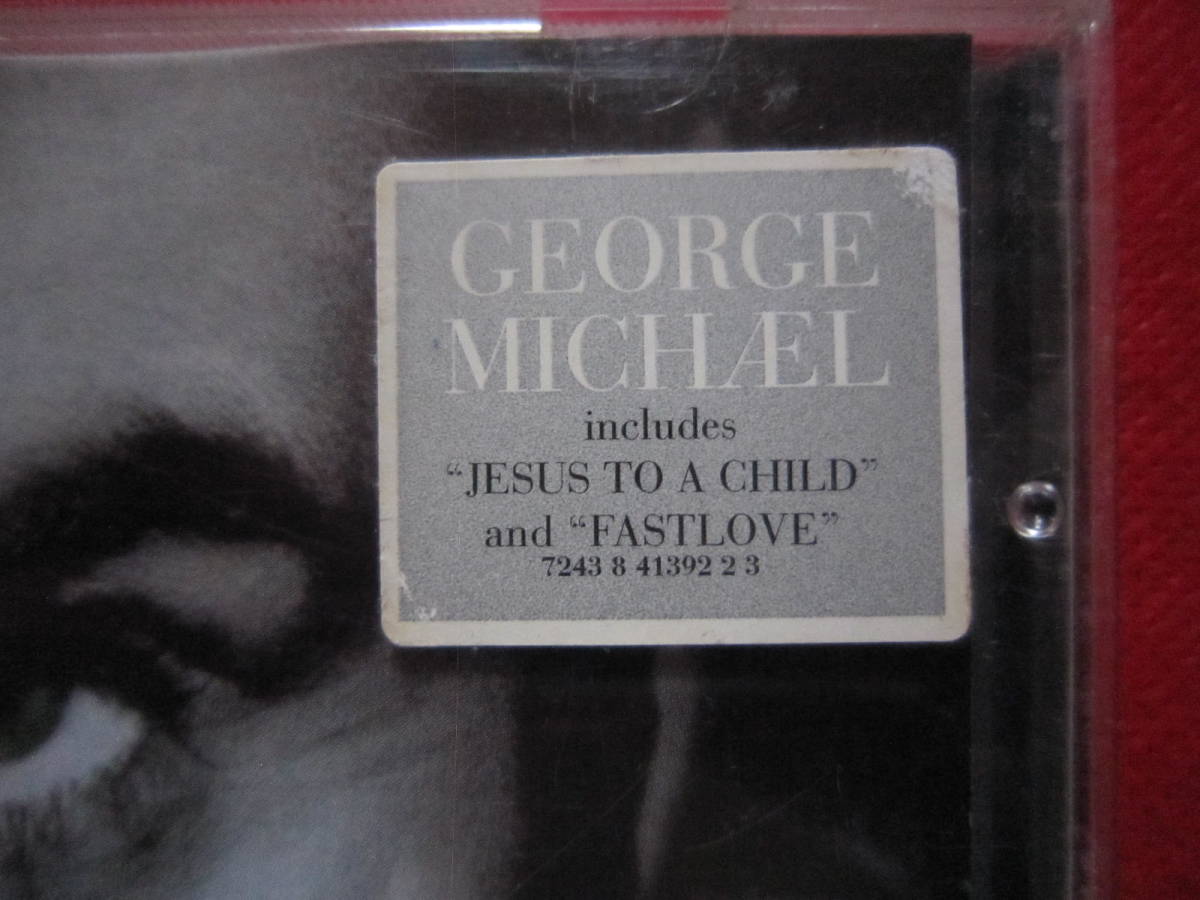 GEORGE
MICHÆL
includes
“JESUS TO A CHILD”
and “FASTLOVE”
7243 8 41392 2 3